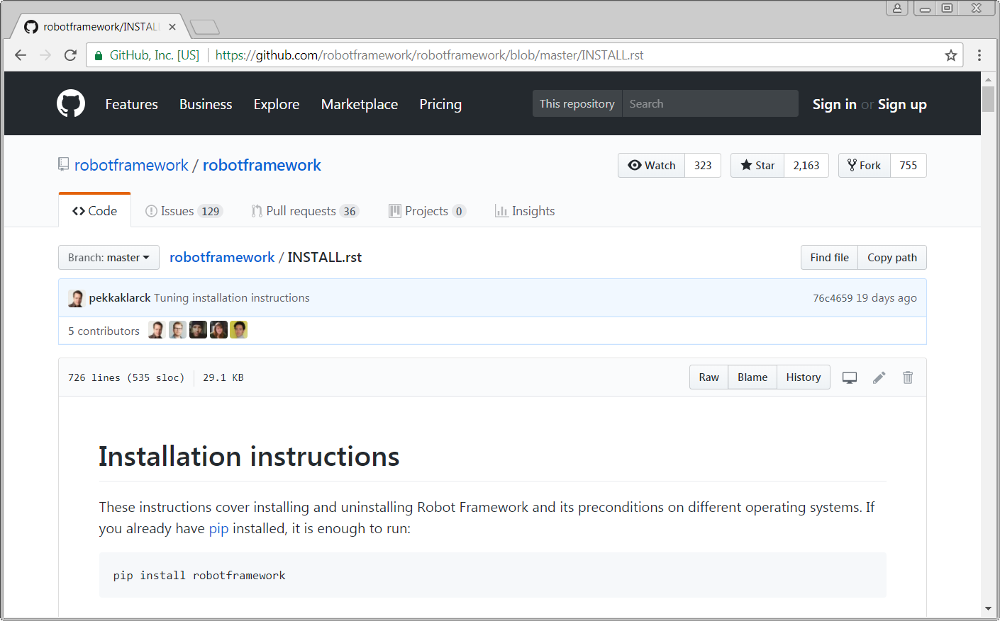 robotframework/INSTAL
GitHub, Inc. [US] https://github.com/robotframework/robotframework/blob/master/INSTALL.rst
Features Business Explore Marketplace Pricing This repository Search Sign in or Sign up
robotframework / robotframework Watch 323 Star 2,163 Fork 755
Code Issues 129 Pull requests 36 Projects 0 Insights
Branch: master robotframework / INSTALL.rst Find file Copy path
pekkaklarck Tuning installation instructions 76c4659 19 days ago
5 contributors
726 lines (535 sloc) 29.1 KB Raw Blame History
Installation instructions
These instructions cover installing and uninstalling Robot Framework and its preconditions on different operating systems. If
you already have pip installed, it is enough to run:
pip install robotframework